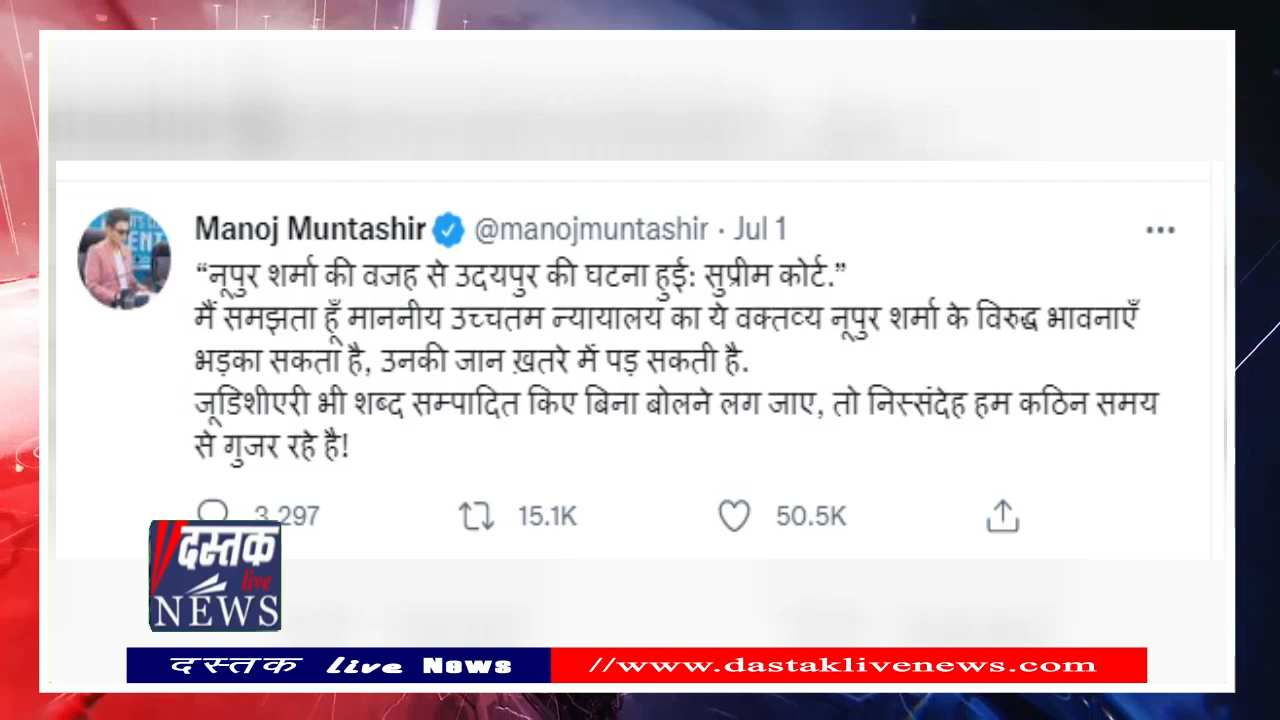 Manoj Muntashir @manojmuntashir · Jul 1
“नूपुर शर्मा की वजह से उदयपुर की घटना हुई: सुप्रीम कोर्ट.”
मैं समझता हूँ माननीय उच्चतम न्यायालय का ये वक्तव्य नूपुर शर्मा के विरुद्ध भावनाएँ
भड़का सकता है, उनकी जान ख़तरे में पड़ सकती है.
जूडिशीएरी भी शब्द सम्पादित किए बिना बोलने लग जाए, तो निस्संदेह हम कठिन समय
से गुजर रहे है!
3,297 15.1K 50.5K
दस्तक
live
NEWS
दस्तक Live News //www.dastaklivenews.com